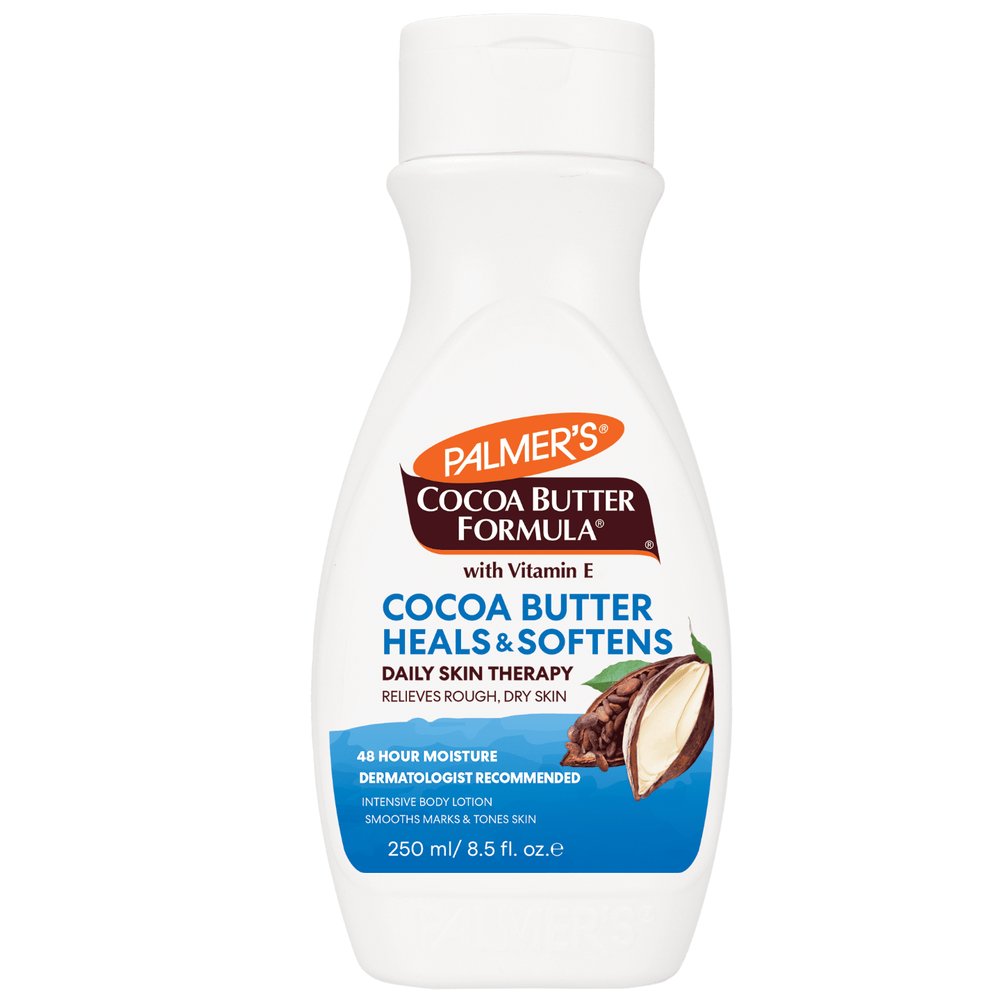 PALMER'S®
COCOA BUTTER
FORMULA®
®
with Vitamin E
COCOA BUTTER
HEALS & SOFTENS
DAILY SKIN THERAPY
RELIEVES ROUGH, DRY SKIN
48 HOUR MOISTURE
DERMATOLOGIST RECOMMENDED
INTENSIVE BODY LOTION
SMOOTHS MARKS & TONES SKIN
250 ml/ 8.5 fl. oz.℮
PALMER'S®